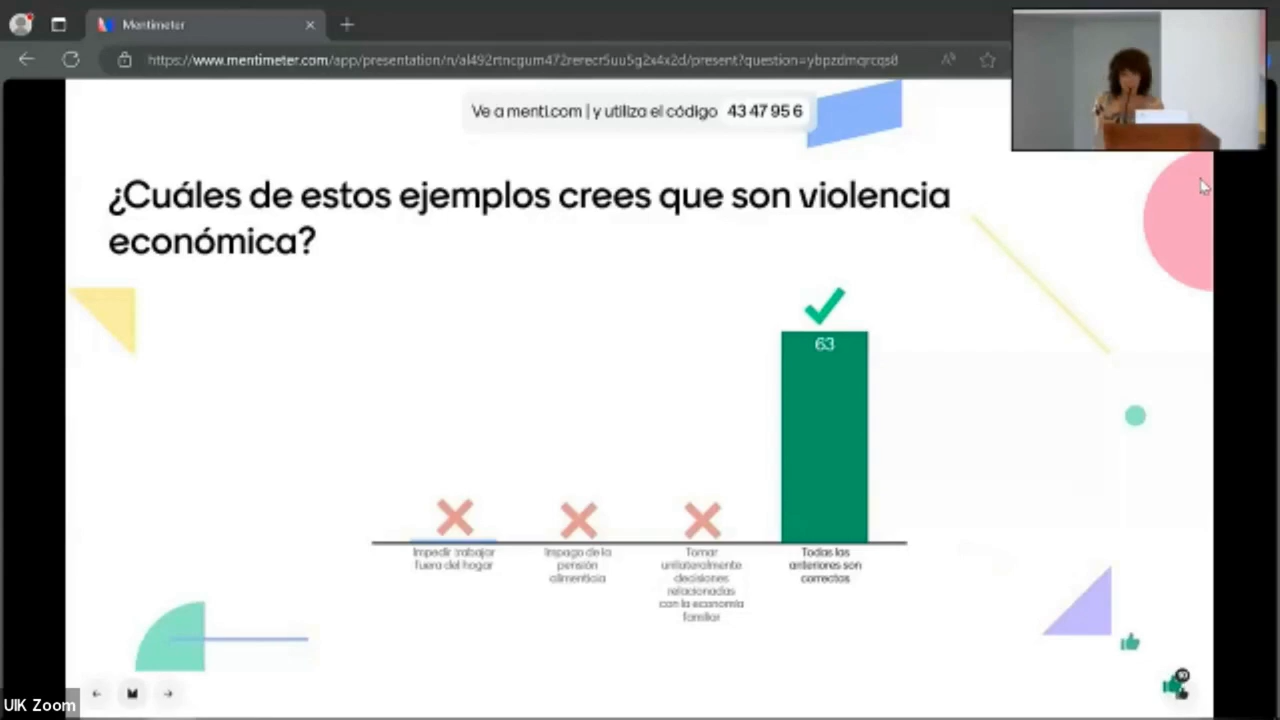 Mentimeter
https://www.mentimeter.com/app/presentation/n/al492rtncgum472rerecr5uu5g2x4x2d/present?question=ybpzdmqrcqs8
Ve a menti.com | y utiliza el código 43 47 95 6
¿Cuáles de estos ejemplos crees que son violencia
económica?
63
Impedir trabajar
fuera del hogar
Impago de la
pensión
alimenticia
Tomar
unilateralmente
decisiones
relacionadas
con la economía
familiar
Todas las
anteriores son
correctas
UIK Zoom